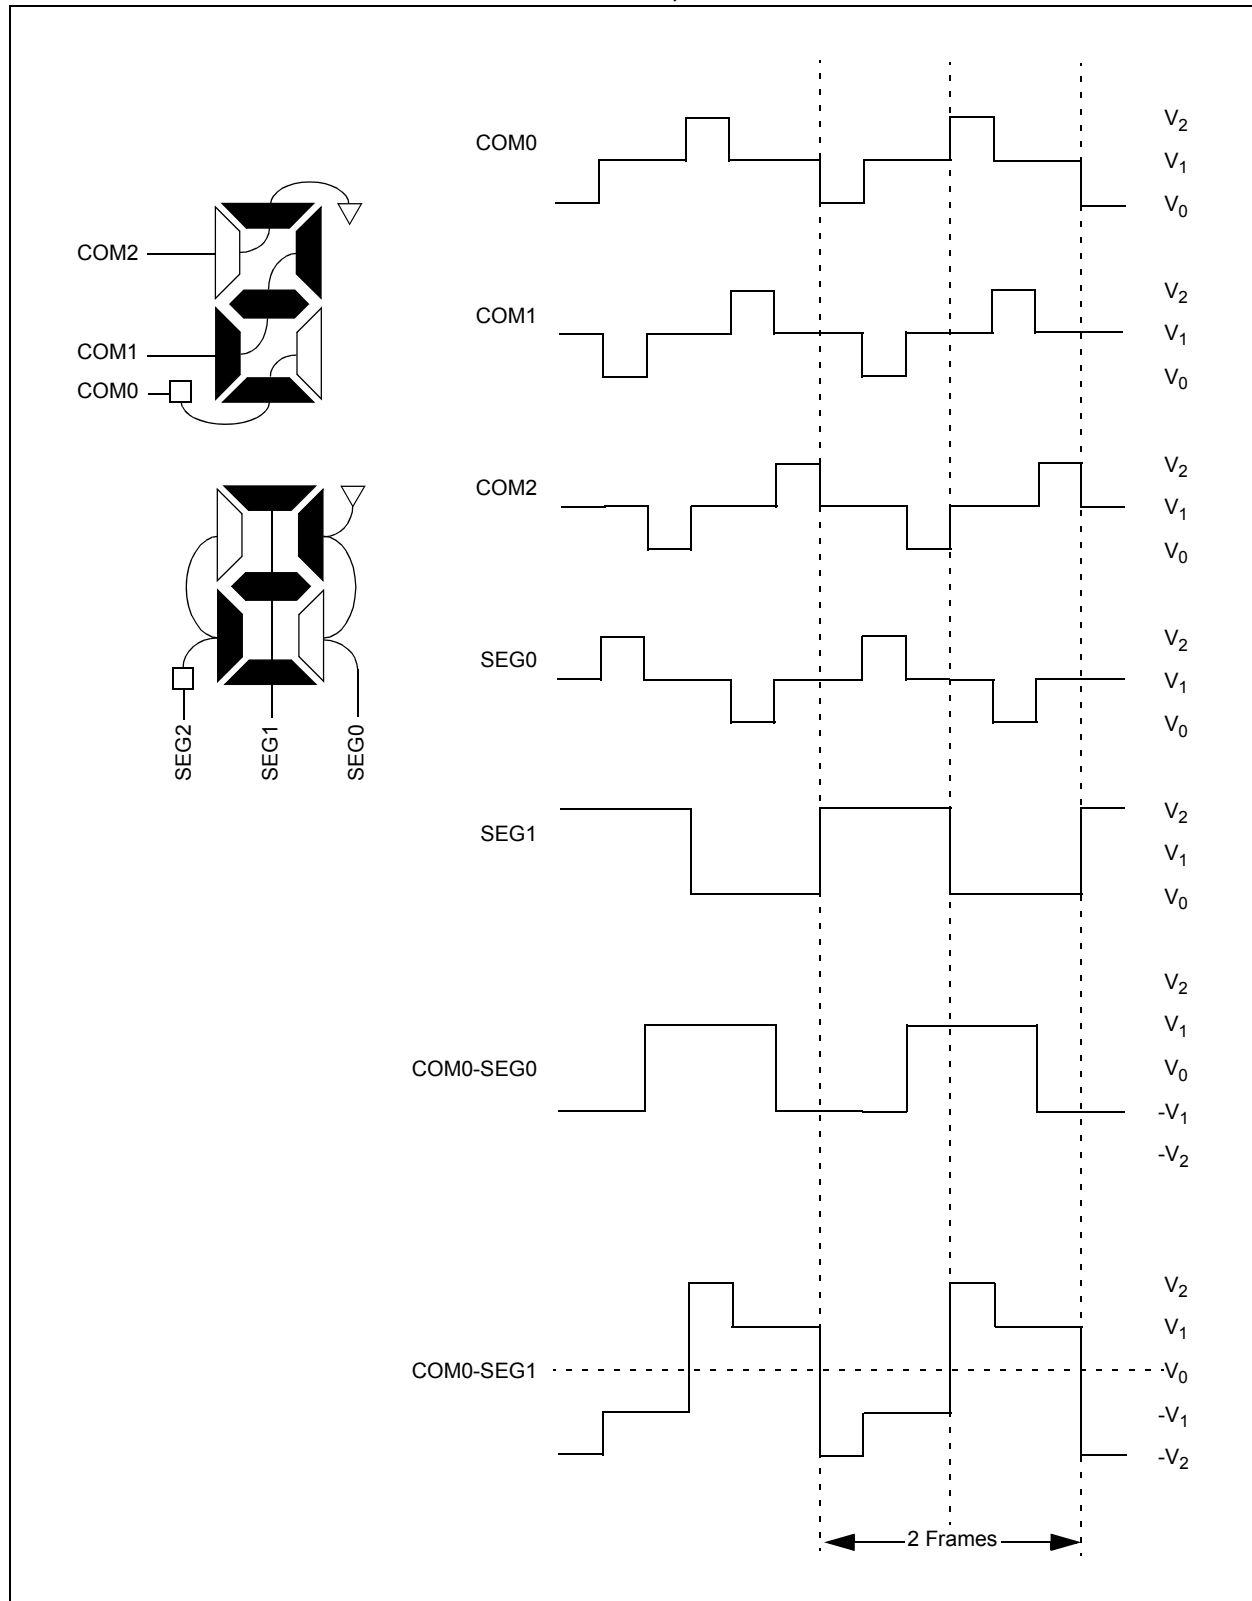 COM0
V2
V1
V0
COM2
COM1
COM0
COM1
V2
V1
V0
COM2
V2
V1
V0
SEG2
SEG1
SEG0
SEG0
V2
V1
V0
SEG1
V2
V1
V0
COM0-SEG0
V2
V1
V0
-V1
-V2
COM0-SEG1
V2
V1
V0
-V1
-V2
2 Frames